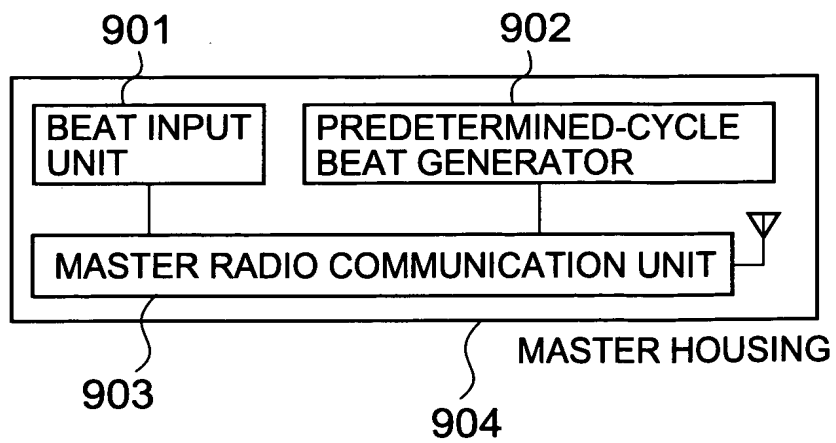 901
902
BEAT INPUT
UNIT
PREDETERMINED-CYCLE
BEAT GENERATOR
MASTER RADIO COMMUNICATION UNIT
MASTER HOUSING
903
904